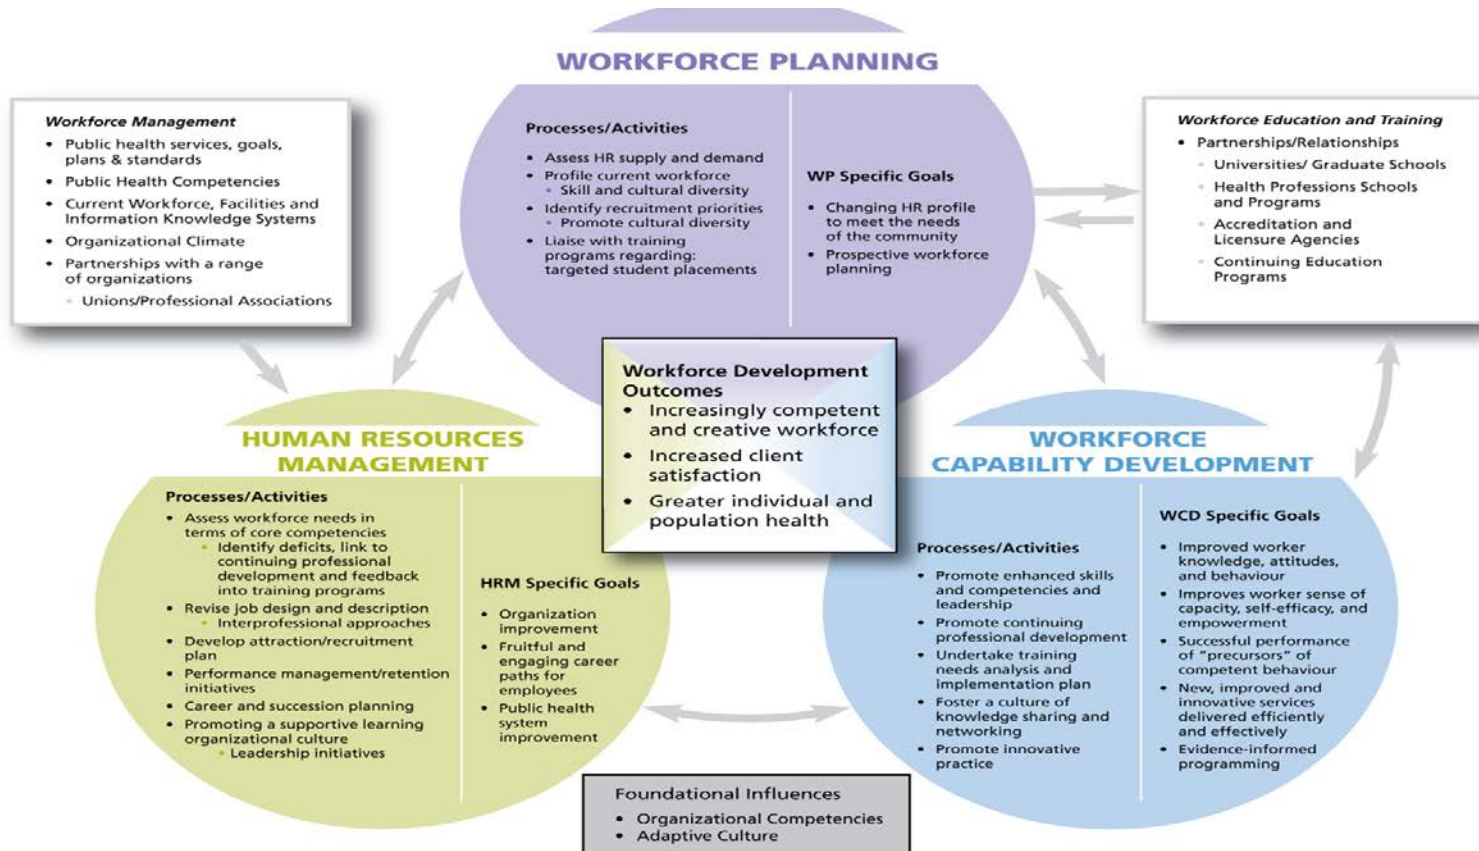 WORKFORCE PLANNING
Workforce Management
• Public health services, goals,
plans & standards
• Public Health Competencies
• Current Workforce, Facilities and
Information Knowledge Systems
• Organizational Climate
• Partnerships with a range
of organizations
• Unions/Professional Associations
Processes/Activities
• Assess HR supply and demand
• Profile current workforce
• Skill and cultural diversity
• Identify recruitment priorities
• Promote cultural diversity
• Liaise with training
programs regarding:
targeted student placements
WP Specific Goals
• Changing HR profile
to meet the needs
of the community
• Prospective workforce
planning
Workforce Education and Training
• Partnerships/Relationships
◦ Universities/ Graduate Schools
◦ Health Professions Schools
and Programs
◦ Accreditation and
Licensure Agencies
◦ Continuing Education
Programs
Workforce Development
Outcomes
• Increasingly competent
and creative workforce
• Increased client
satisfaction
• Greater individual and
population health
HUMAN RESOURCES
MANAGEMENT
Processes/Activities
• Assess workforce needs in
terms of core competencies
• Identify deficits, link to
continuing professional
development and feedback
into training programs
• Revise job design and description
• Interprofessional approaches
• Develop attraction/recruitment
plan
• Performance management/retention
initiatives
• Career and succession planning
• Promoting a supportive learning
organizational culture
• Leadership initiatives
HRM Specific Goals
• Organization
improvement
• Fruitful and
engaging career
paths for
employees
• Public health
system
improvement
WORKFORCE
CAPABILITY DEVELOPMENT
Processes/Activities
• Promote enhanced skills
and competencies and
leadership
• Promote continuing
professional development
• Undertake training
needs analysis and
implementation plan
• Foster a culture of
knowledge sharing and
networking
• Promote innovative
practice
WCD Specific Goals
• Improved worker
knowledge, attitudes,
and behaviour
• Improves worker sense of
capacity, self-efficacy, and
empowerment
• Successful performance
of “precursors” of
competent behaviour
• New, improved and
innovative services
delivered efficiently
and effectively
• Evidence-informed
programming
Foundational Influences
• Organizational Competencies
• Adaptive Culture